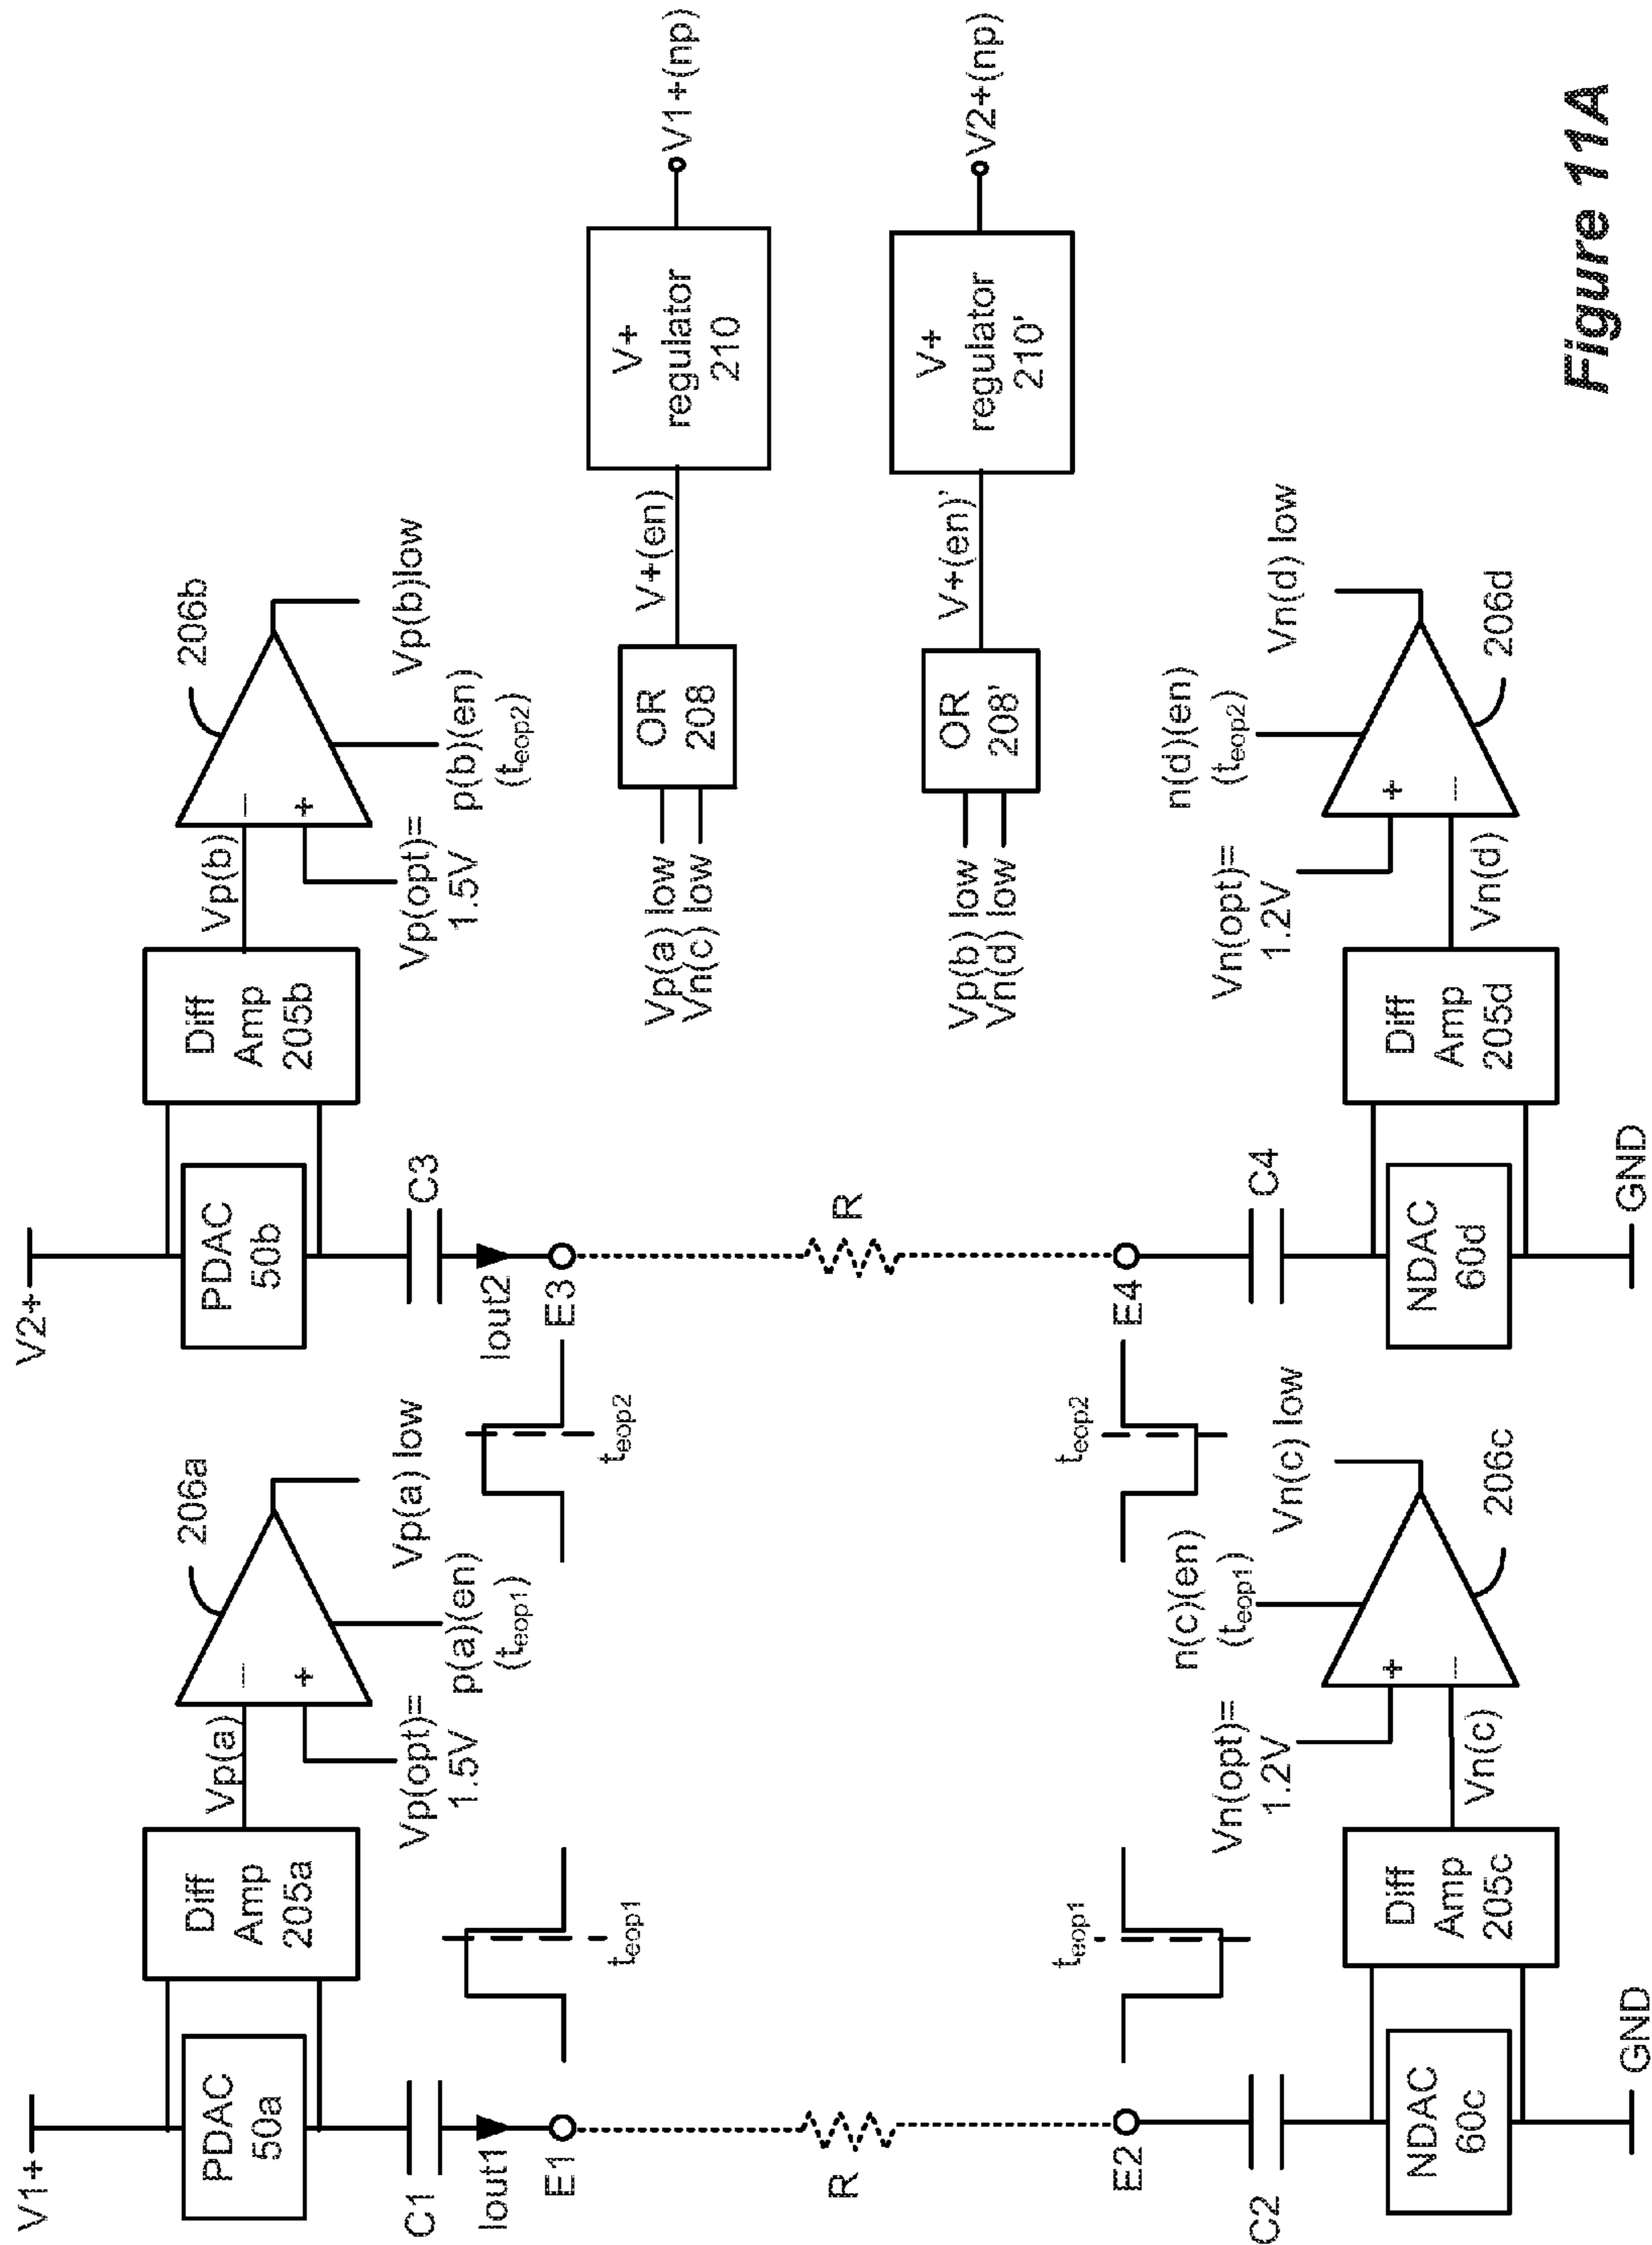 V1+
PDAC
50a
Diff
Amp
205a
Vp(a)
206a
Vp(opt)=
1.5V
p(a)(en)
(teop1)
Vp(a) low
C1
Iout1
E1
teop1
R
E2
teop1
C2
NDAC
60c
GND
Diff
Amp
205c
Vn(c)
Vn(opt)=
1.2V
n(c)(en)
(teop1)
Vn(c) low
206c
V2+
PDAC
50b
Diff
Amp
205b
Vp(b)
206b
Vp(opt)=
1.5V
p(b)(en)
(teop2)
Vp(b)low
C3
Iout2
E3
teop2
R
E4
teop2
C4
NDAC
60d
GND
Diff
Amp
205d
Vn(d)
Vn(opt)=
1.2V
n(d)(en)
(teop2)
Vn(d) low
206d
Vp(a) low
Vn(c) low
OR
208
V+(en)
V+
regulator
210
V1+(np)
Vp(b) low
Vn(d) low
OR
208'
V+(en)'
V+
regulator
210'
V2+(np)
Figure 11A